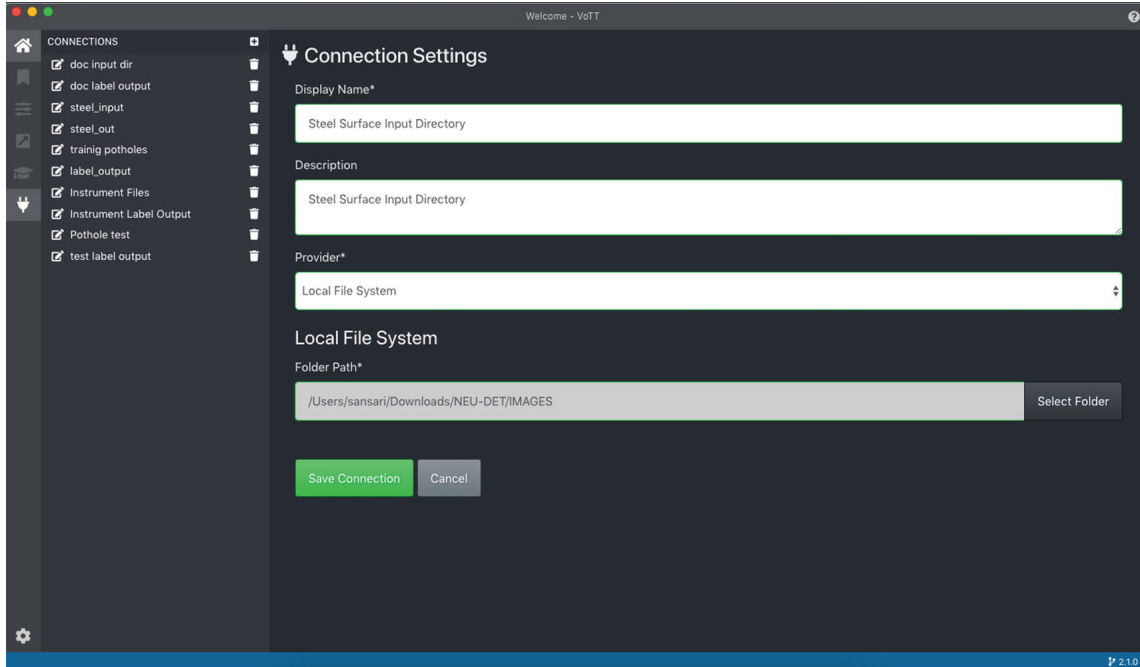 Welcome - VoTT
CONNECTIONS
doc input dir
doc label output
steel_input
steel_out
trainig potholes
label_output
Instrument Files
Instrument Label Output
Pothole test
test label output
Connection Settings
Display Name*
Steel Surface Input Directory
Description
Steel Surface Input Directory
Provider*
Local File System
Local File System
Folder Path*
/Users/sansari/Downloads/NEU-DET/IMAGES
Select Folder
Save Connection
Cancel
2.1.0